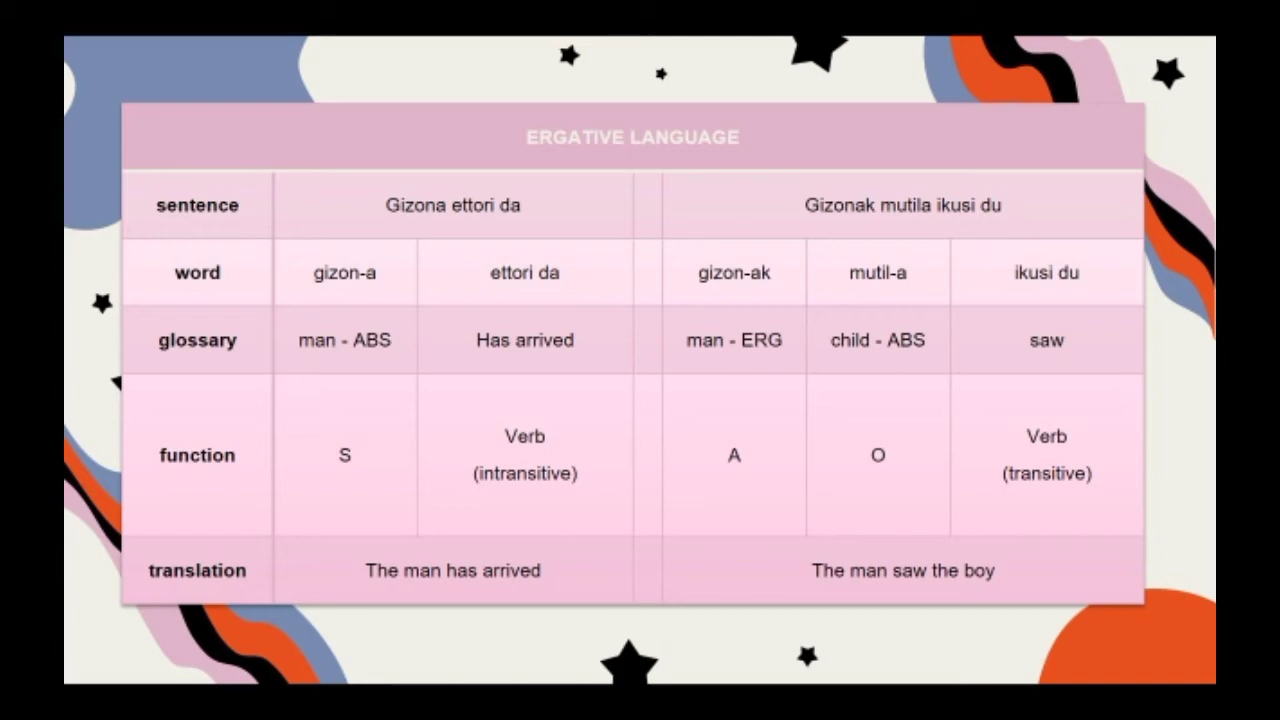 ERGATIVE LANGUAGE
sentence Gizona ettori da Gizonak mutila ikusi du
word gizon-a ettori da gizon-ak mutil-a ikusi du
glossary man - ABS Has arrived man - ERG child - ABS saw
function S Verb (intransitive) A O Verb (transitive)
translation The man has arrived The man saw the boy